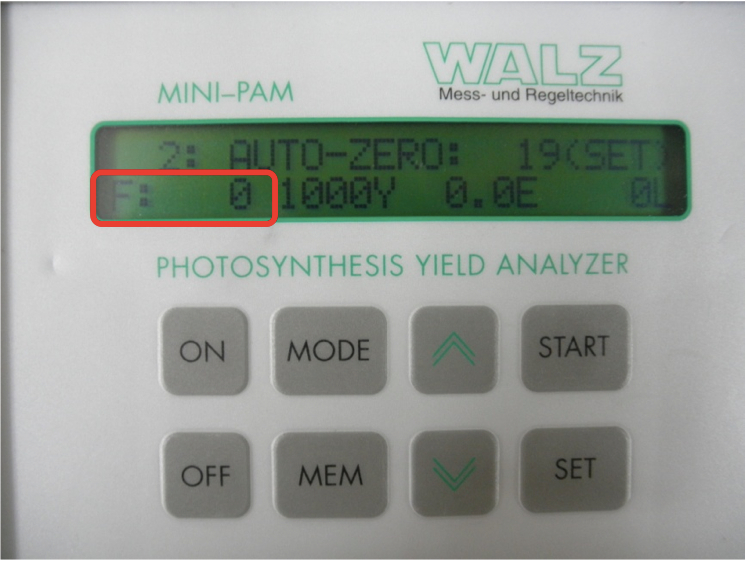 WALZ
MINI–PAM
Mess- und Regeltechnik
2: AUTO-ZERO: 19(SET)
F: 0 1000Y 0.0E 0L
PHOTOSYNTHESIS YIELD ANALYZER
ON MODE START
OFF MEM SET